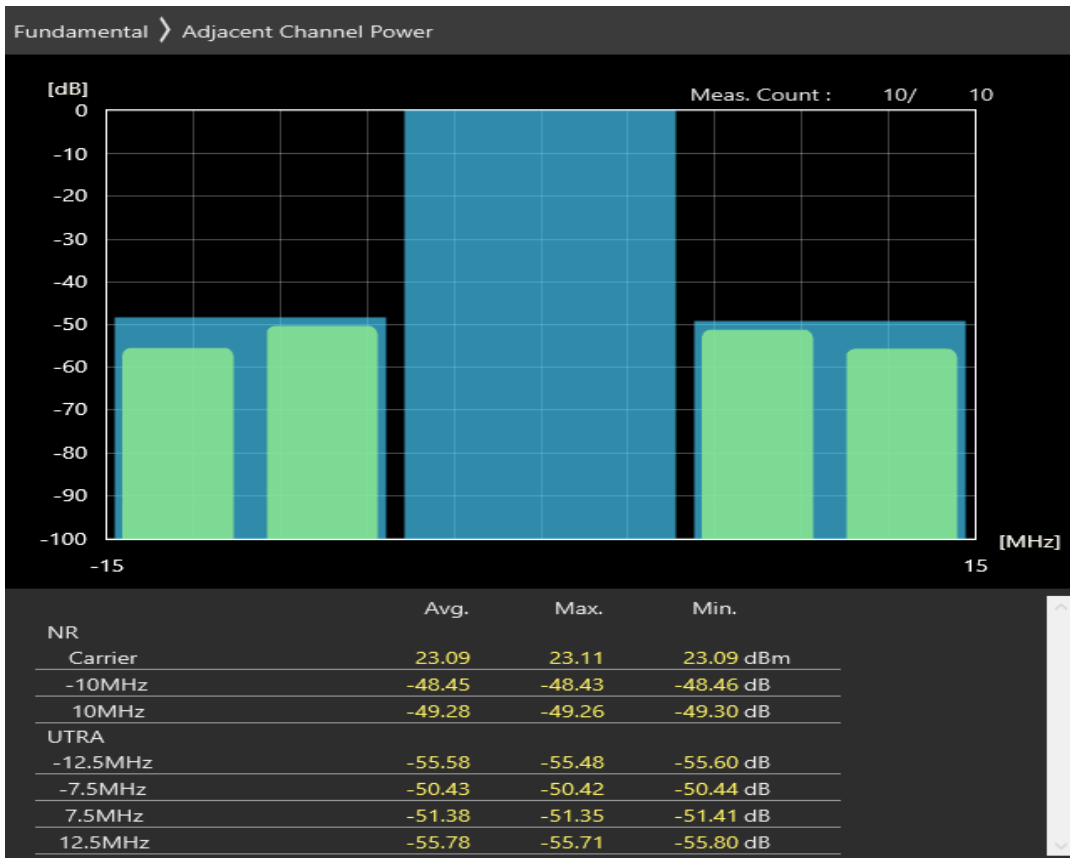 Fundamental 》 Adjacent Channel Power
[dB]
Meas. Count : 10/ 10
0
-10
-20
-30
-40
-50
-60
-70
-80
-90
-100
[MHz]
-15 15
Avg. Max. Min.
NR
Carrier 23.09 23.11 23.09 dBm
-10MHz -48.45 -48.43 -48.46 dB
10MHz -49.28 -49.26 -49.30 dB
UTRA
-12.5MHz -55.58 -55.48 -55.60 dB
-7.5MHz -50.43 -50.42 -50.44 dB
7.5MHz -51.38 -51.35 -51.41 dB
12.5MHz -55.78 -55.71 -55.80 dB